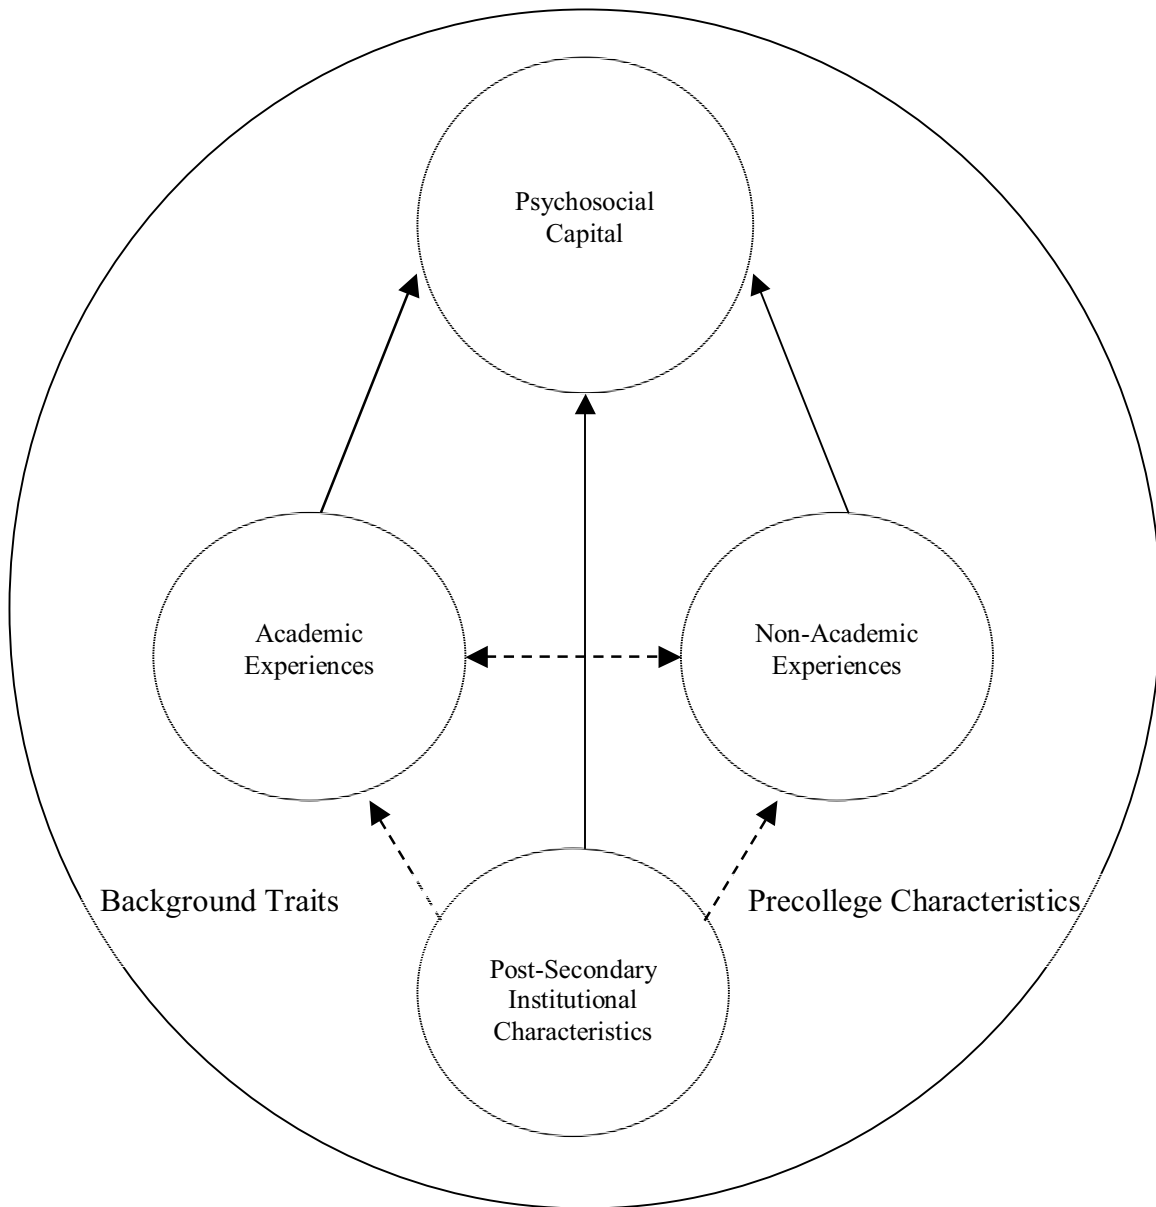 Psychosocial
Capital
Academic
Experiences
Non-Academic
Experiences
Background Traits
Precollege Characteristics
Post-Secondary
Institutional
Characteristics